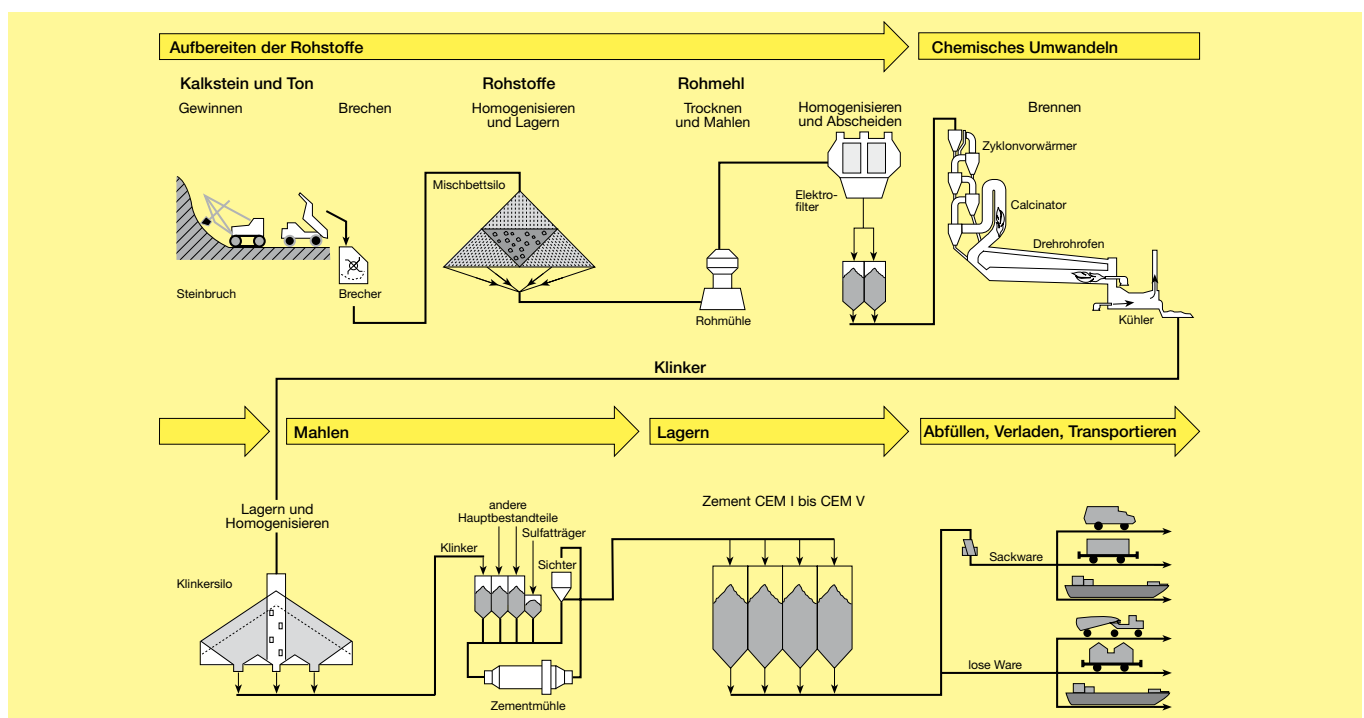 Aufbereiten der Rohstoffe
Chemisches Umwandeln
Kalkstein und Ton
Rohstoffe
Rohmehl
Gewinnen
Brechen
Homogenisieren
und Lagern
Trocknen
und Mahlen
Homogenisieren
und Abscheiden
Brennen
Zyklonvorwärmer
Mischbettsilo
Elektro-
filter
Calcinator
Drehrohrofen
Steinbruch
Brecher
Rohmühle
Kühler
Klinker
Mahlen
Lagern
Abfüllen, Verladen, Transportieren
Lagern und
Homogenisieren
andere
Hauptbestandteile
Sulfatträger
Zement CEM I bis CEM V
Klinker
Sichter
Sackware
Klinkersilo
lose Ware
Zementmühle